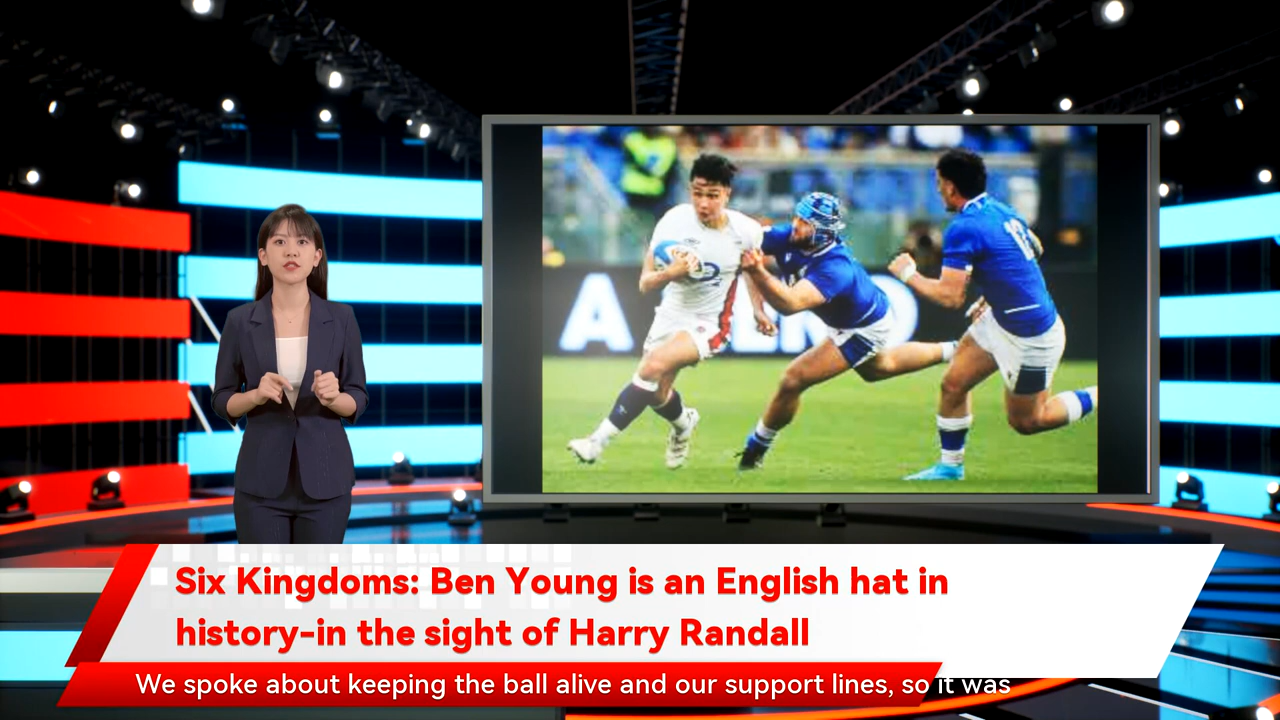 Six Kingdoms: Ben Young is an English hat in
history-in the sight of Harry Randall
We spoke about keeping the ball alive and our support lines, so it was